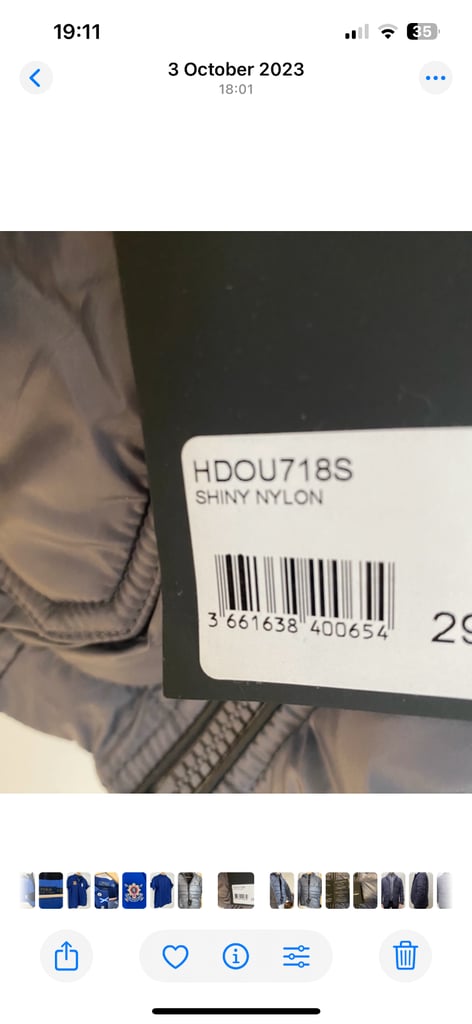 19:11
35
3 October 2023
18:01
HDOU718S
SHINY NYLON
3 661638 400654
29